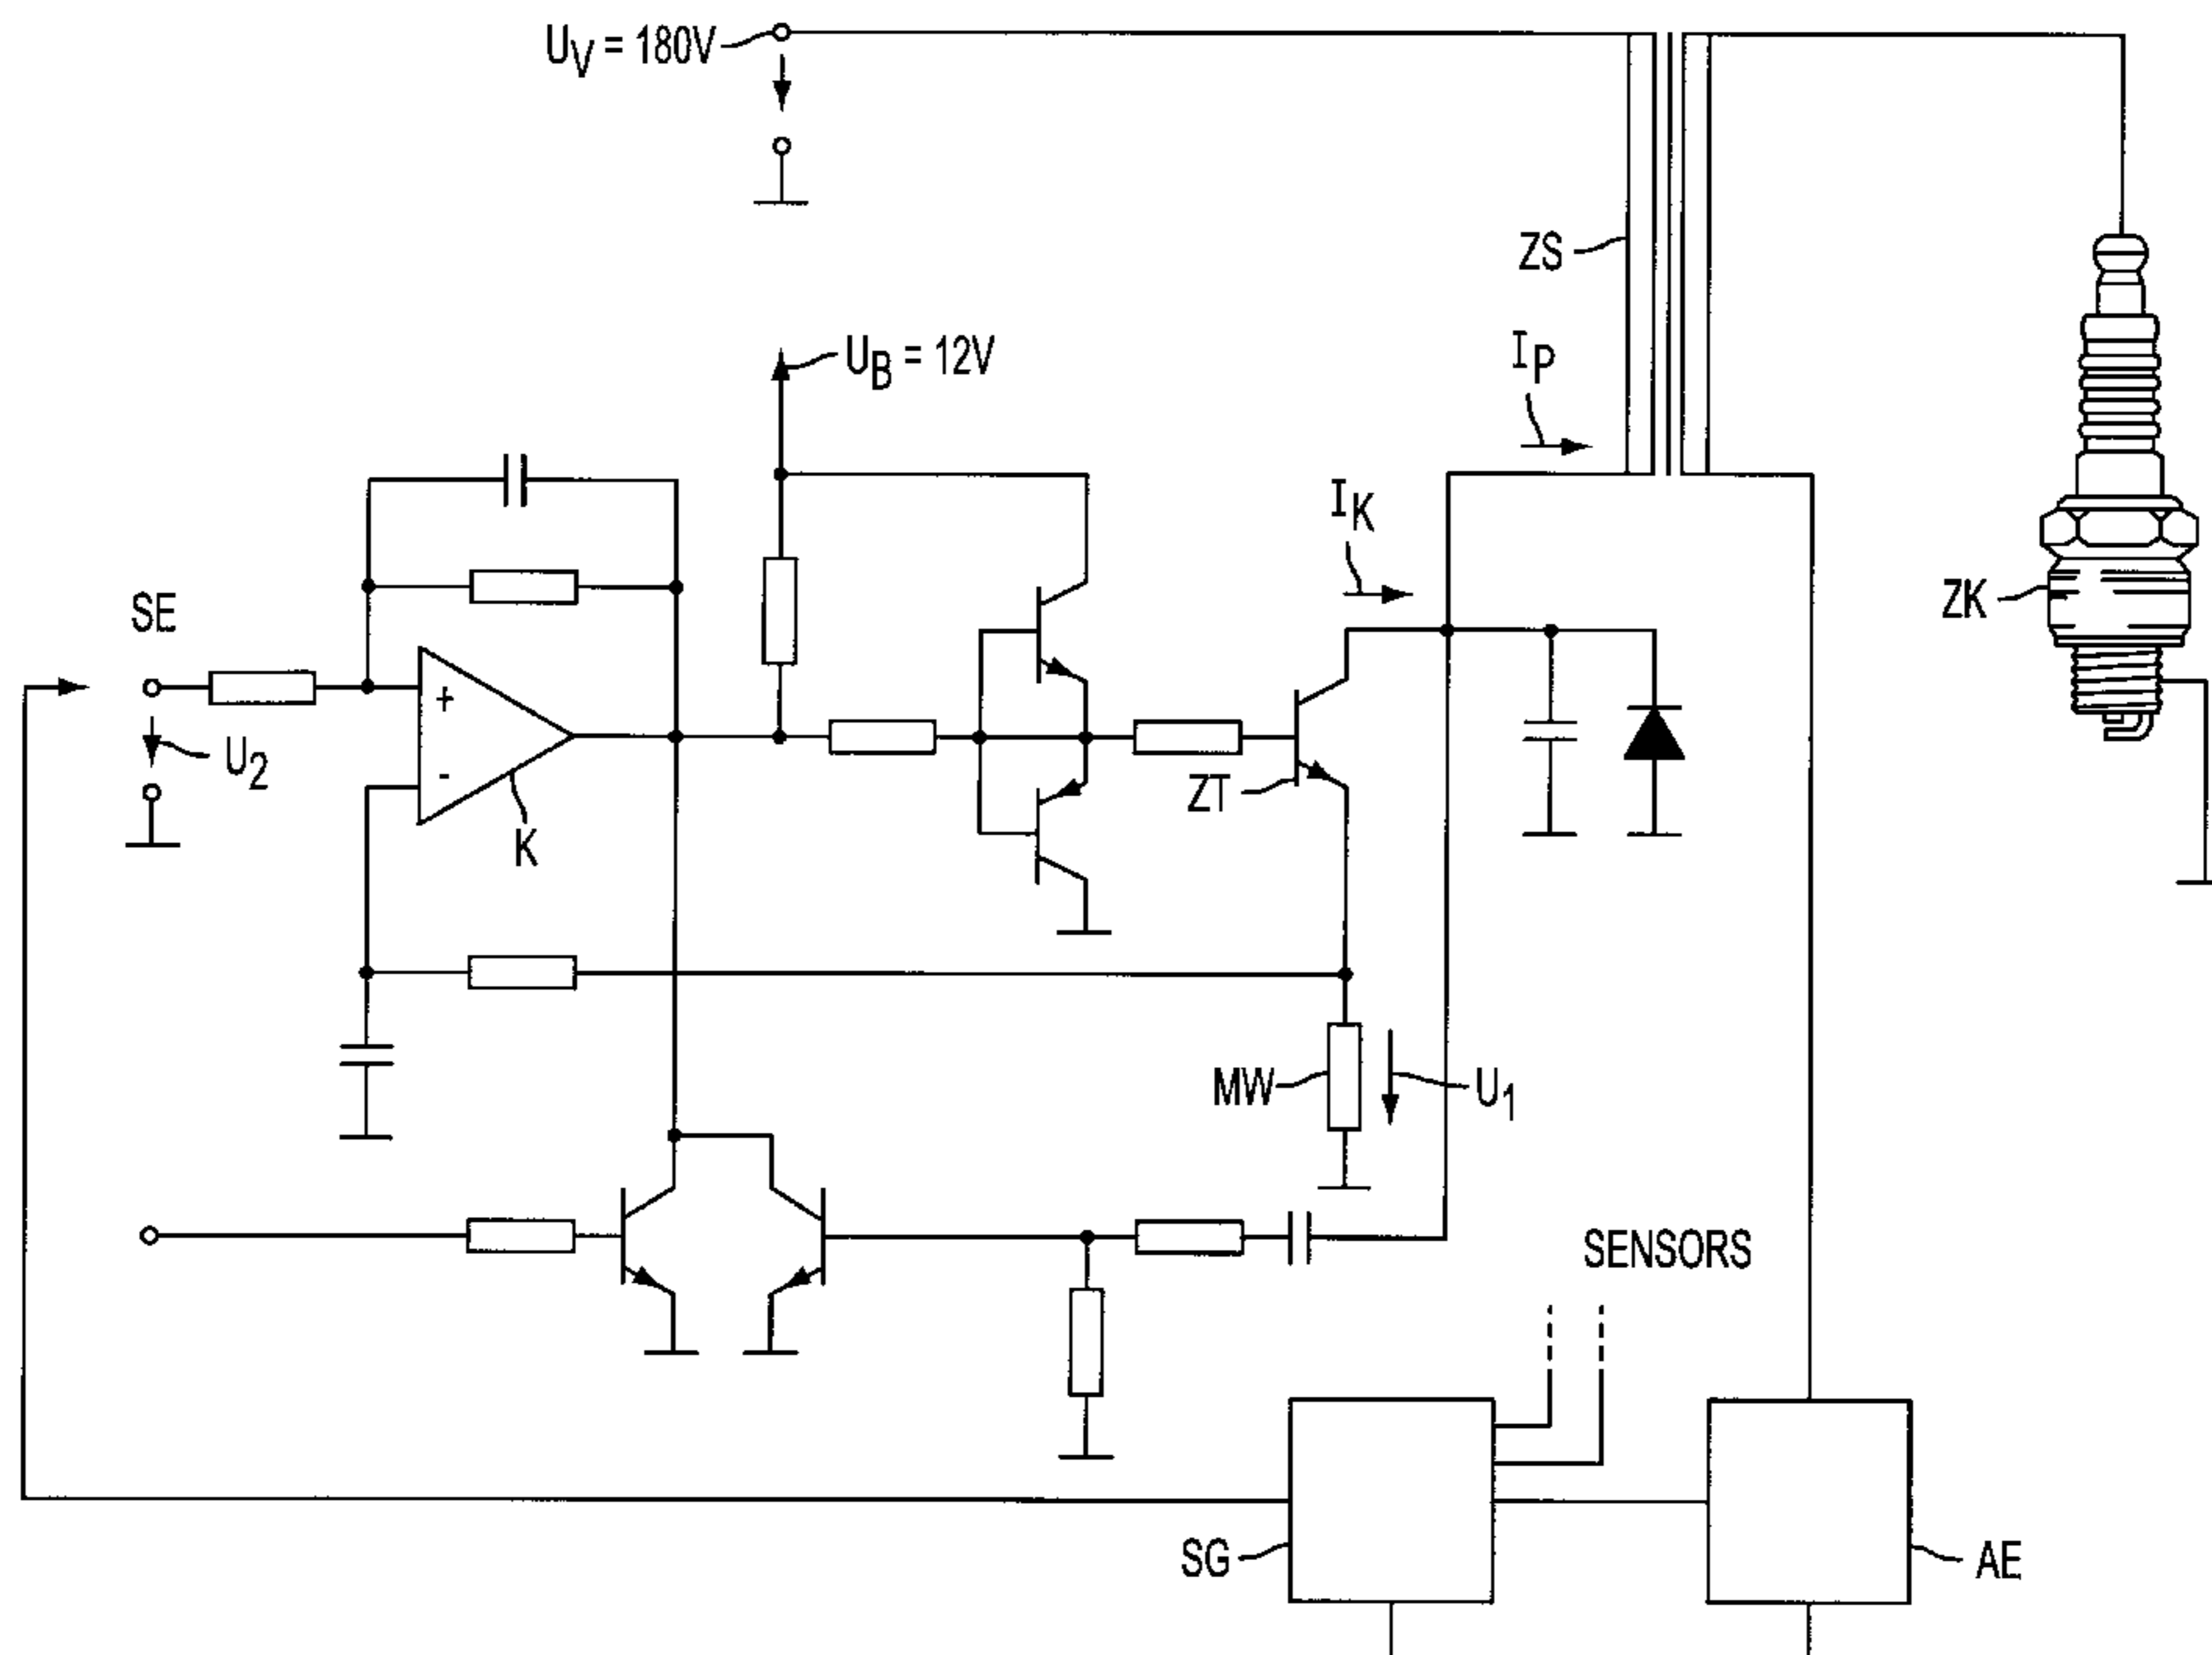 U_V = 180V
ZS
U_B = 12V
I_P
I_K
SE
ZK
+
U_2
-
ZT
K
MW
U_1
SENSORS
SG
AE